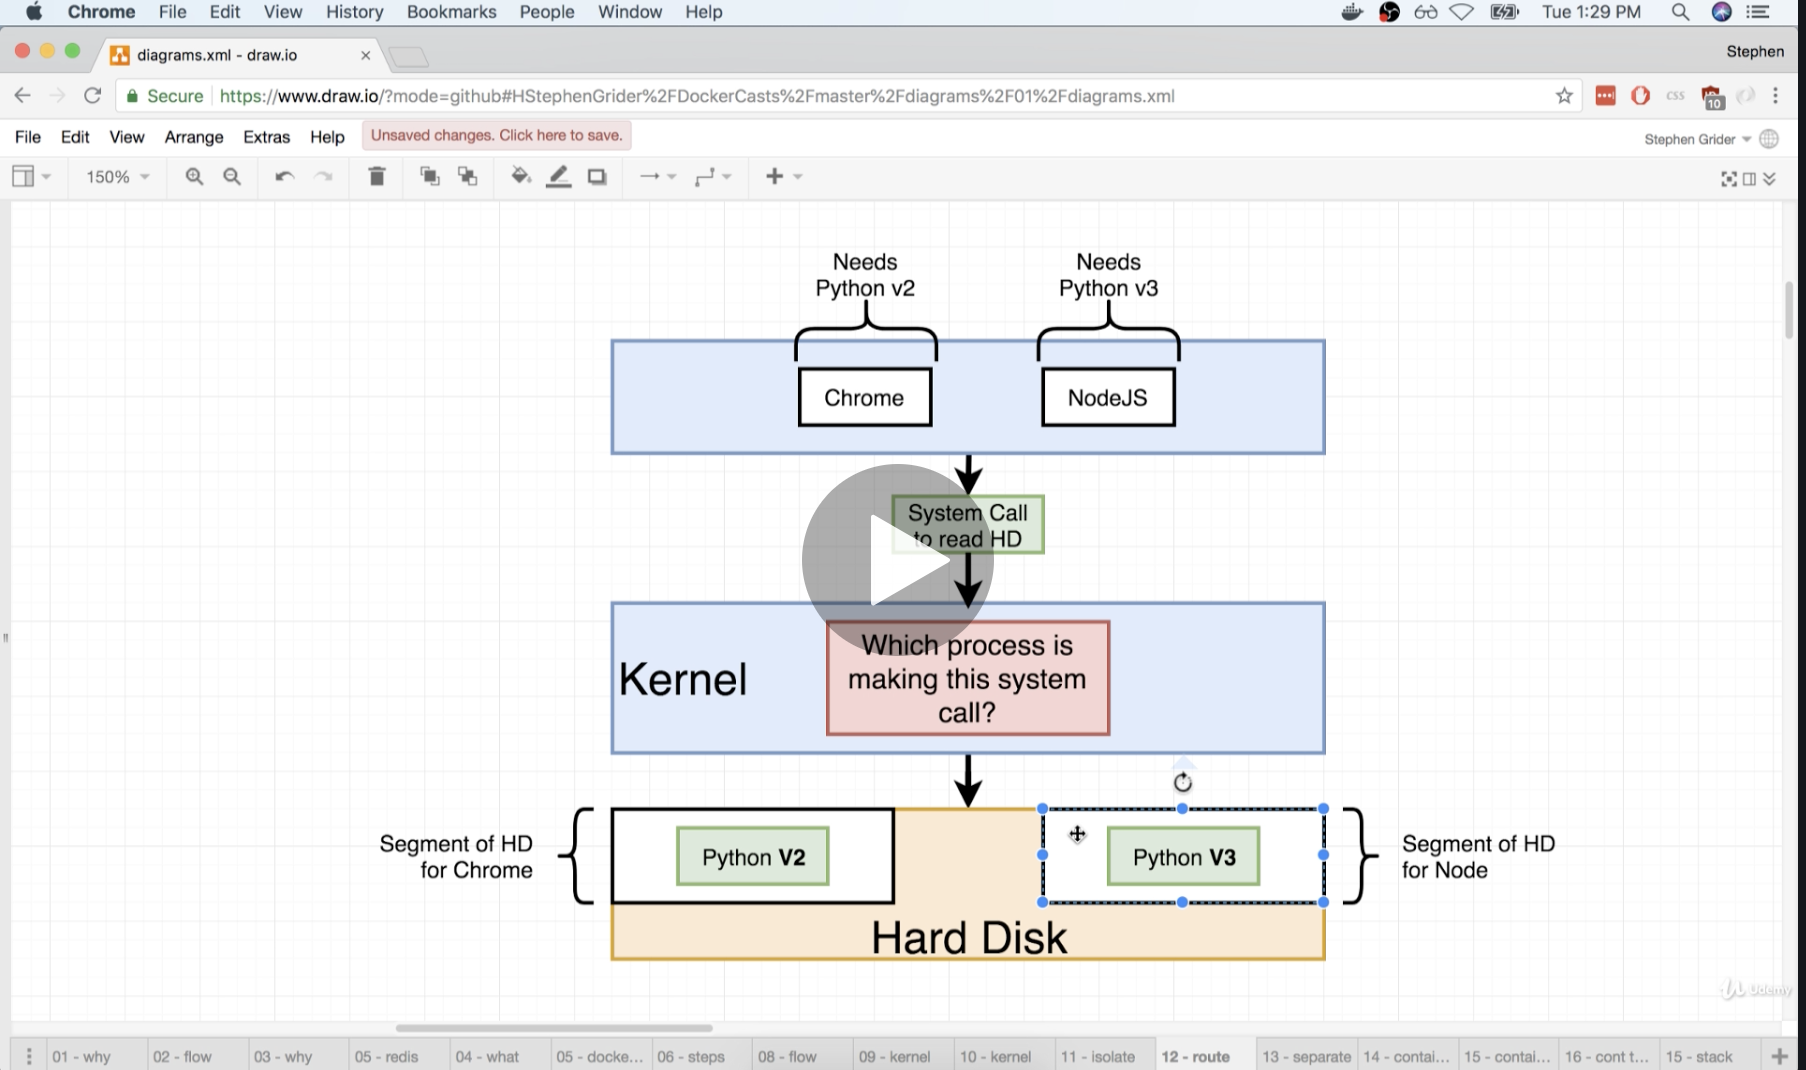 Chrome File Edit View History Bookmarks People Window Help Tue 1:29 PM
diagrams.xml - draw.io Stephen
Secure https://www.draw.io/?mode=github#HStephenGrider%2FDockerCasts%2Fmaster%2Fdiagrams%2F01%2Fdiagrams.xml CSS 10
File Edit View Arrange Extras Help Unsaved changes. Click here to save. Stephen Grider
150%
Needs
Python v2
Needs
Python v3
Chrome
NodeJS
System Call
to read HD
Kernel
Which process is
making this system
call?
Segment of HD
for Chrome
Python V2
Python V3
Segment of HD
for Node
Hard Disk
Udemy
01 - why 02 - flow 03 - why 05 - redis 04 - what 05 - docke... 06 - steps 08 - flow 09 - kernel 10 - kernel 11 - isolate 12 - route 13 - separate 14 - contai... 15 - contai... 16 - cont t... 15 - stack